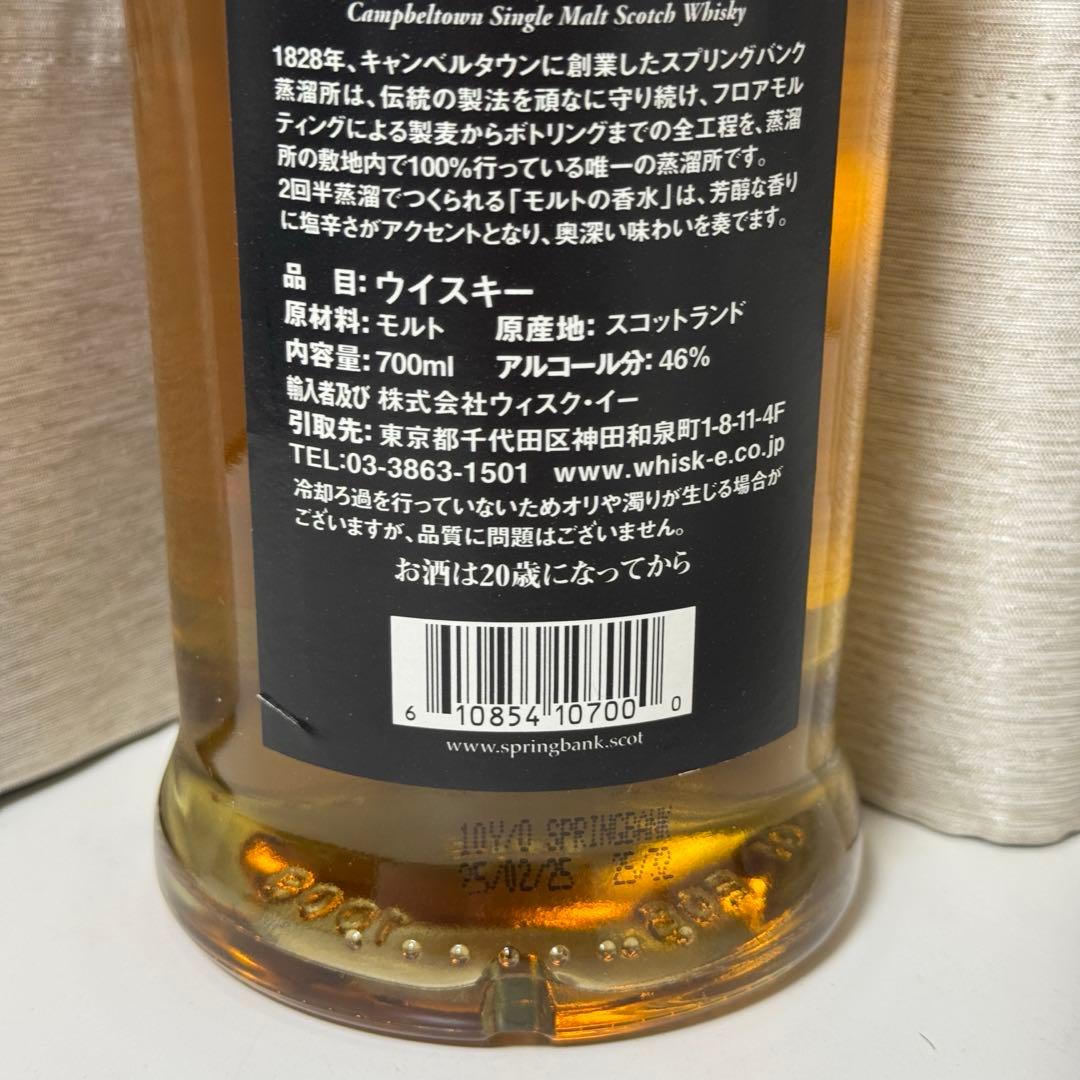 Campbeltown Single Malt Scotch Whisky
1828年、キャンベルタウンに創業したスプリングバンク
蒸溜所は、伝統の製法を頑なに守り続け、フロアモル
ティングによる製麦からボトリングまでの全工程を、蒸溜
所の敷地内で100%行っている唯一の蒸溜所です。
2回半蒸溜でつくられる「モルトの香水」は、芳醇な香り
に塩辛さがアクセントとなり、奥深い味わいを奏でます。
品 目: ウイスキー
原材料: モルト 原産地: スコットランド
内容量: 700ml アルコール分: 46%
輸入者及び 株式会社ウィスク・イー
引取先: 東京都千代田区神田和泉町1-8-11-4F
TEL:03-3863-1501 www.whisk-e.co.jp
冷却ろ過を行っていないためオリや濁りが生じる場合が
ございますが、品質に問題はございません。
お酒は20歳になってから
6 10854 10700 0
www.springbank.scot
10Y/O SPRINGBANK
25/02/25 25/32